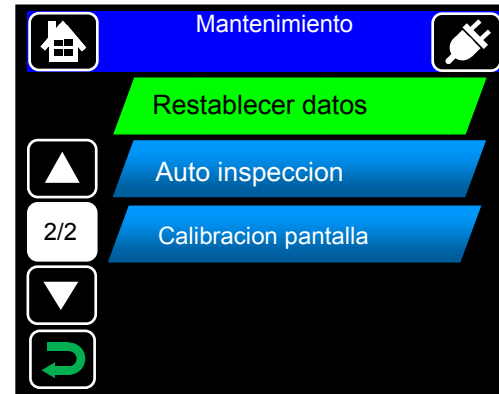 Mantenimiento
Restablecer datos
Auto inspeccion
2/2
Calibracion pantalla